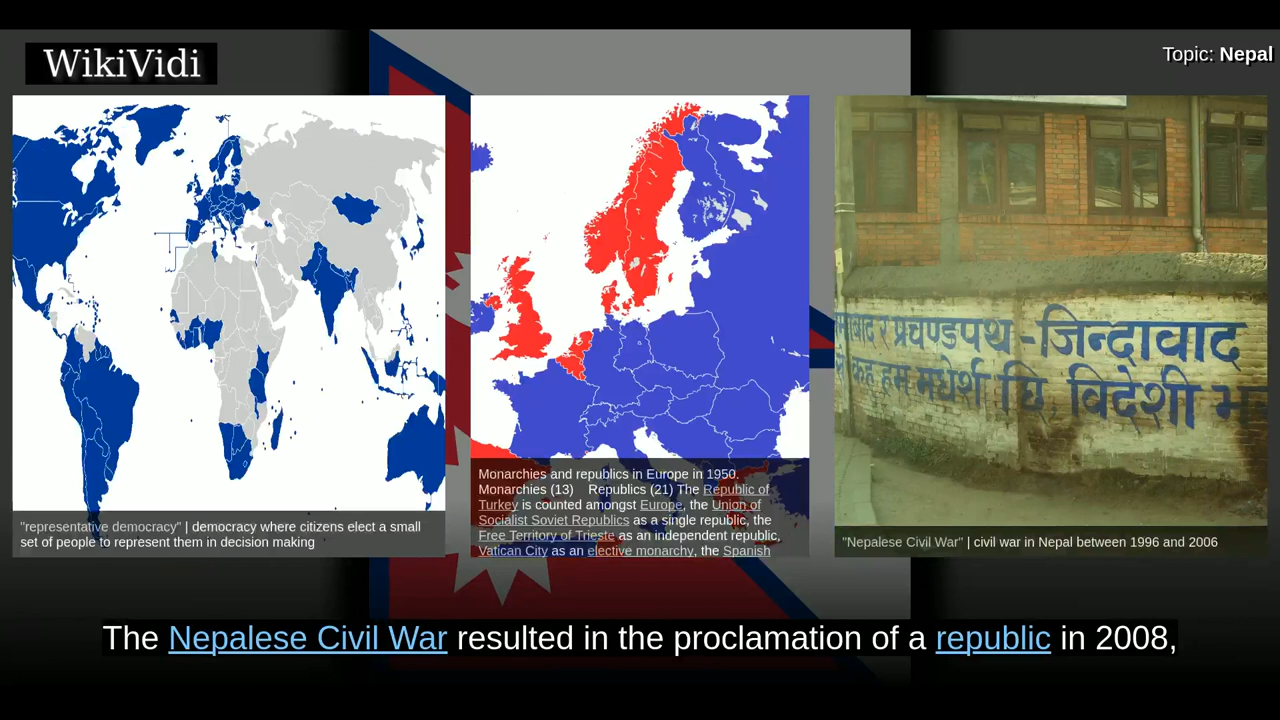 WikiVidi
Topic: Nepal
"representative democracy" | democracy where citizens elect a small
set of people to represent them in decision making
Monarchies and republics in Europe in 1950.
Monarchies (13) Republics (21) The Republic of
Turkey is counted amongst Europe, the Union of
Socialist Soviet Republics as a single republic, the
Free Territory of Trieste as an independent republic,
Vatican City as an elective monarchy, the Spanish
र प्रचण्डपथ - जिन्दावाद
कह हम मधेशी छि विदेशी
"Nepalese Civil War" | civil war in Nepal between 1996 and 2006
The Nepalese Civil War resulted in the proclamation of a republic in 2008,